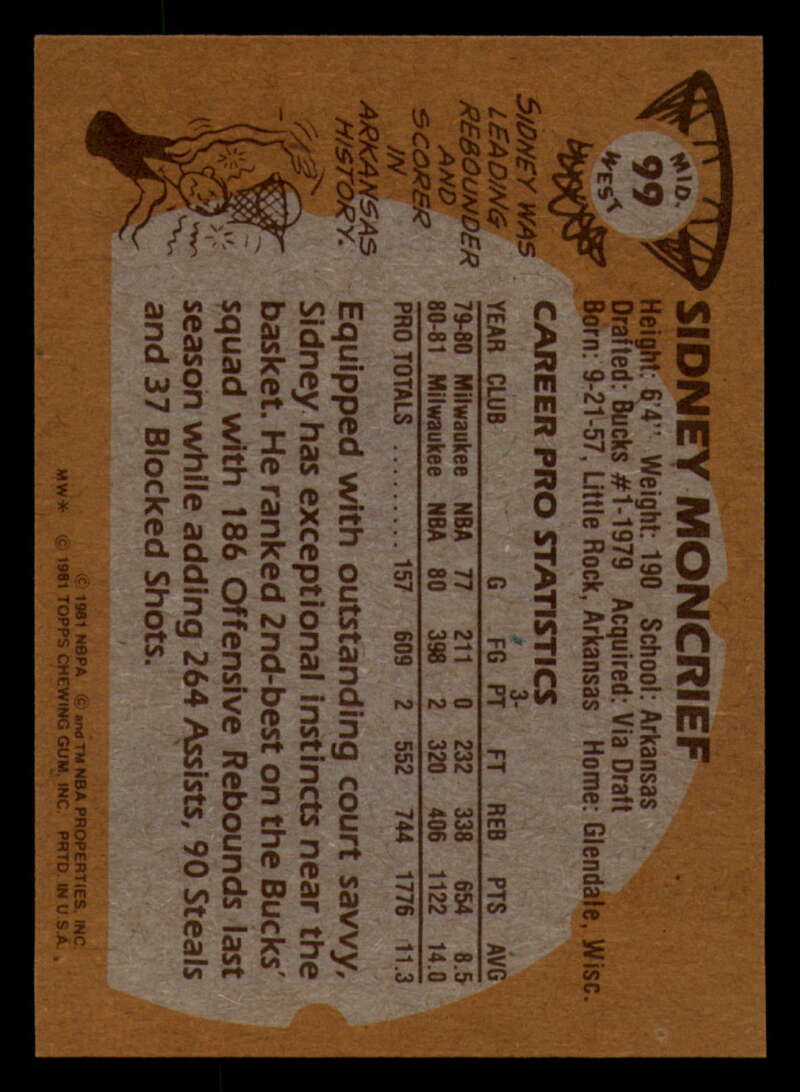 MID.
99
WEST
SIDNEY MONCRIEF
Height: 6'4" Weight: 190 School: Arkansas
Drafted: Bucks #1-1979 Acquired: Via Draft
Born: 9-21-57, Little Rock, Arkansas Home: Glendale, Wisc.
CAREER PRO STATISTICS
YEAR CLUB G FG 3-PT FT REB PTS AVG
79-80 Milwaukee NBA 77 211 0 232 338 654 8.5
80-81 Milwaukee NBA 80 398 2 320 406 1122 14.0
PRO TOTALS ......... 157 609 2 552 744 1776 11.3
Equipped with outstanding court savvy,
Sidney has exceptional instincts near the
basket. He ranked 2nd-best on the Bucks'
squad with 186 Offensive Rebounds last
season while adding 264 Assists, 90 Steals
and 37 Blocked Shots.
SIDNEY WAS
LEADING
REBOUNDER
AND
SCORER
IN
ARKANSAS
HISTORY.
© 1981 NBPA © and TM NBA PROPERTIES, INC.
MW* © 1981 TOPPS CHEWING GUM, INC. PRTD. IN U.S.A.